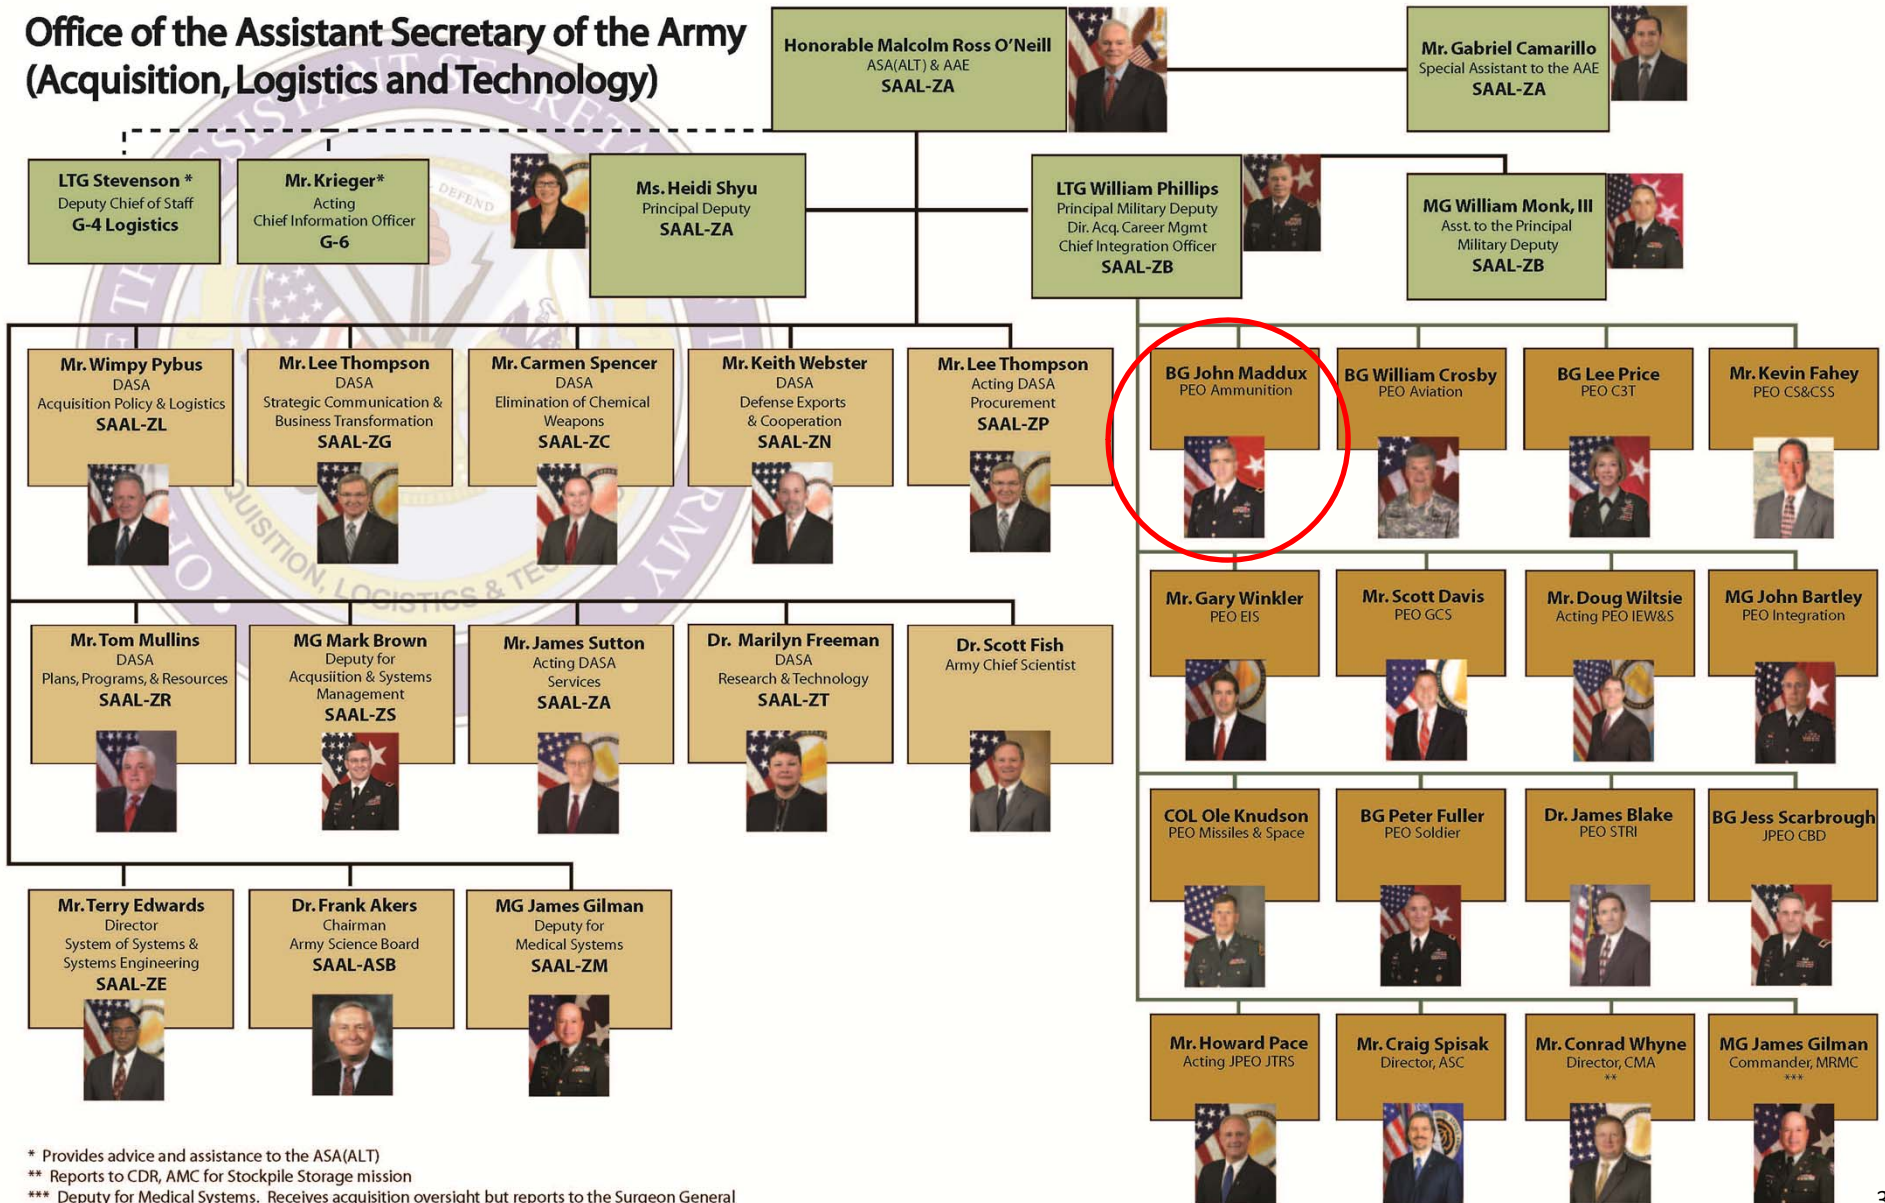 Office of the Assistant Secretary of the Army
(Acquisition, Logistics and Technology)
Honorable Malcolm Ross O'Neill
ASA(ALT) & AAE
SAAL-ZA
Mr. Gabriel Camarillo
Special Assistant to the AAE
SAAL-ZA
LTG Stevenson *
Deputy Chief of Staff
G-4 Logistics
Mr. Krieger*
Acting
Chief Information Officer
G-6
Ms. Heidi Shyu
Principal Deputy
SAAL-ZA
LTG William Phillips
Principal Military Deputy
Dir. Acq. Career Mgmt
Chief Integration Officer
SAAL-ZB
MG William Monk, III
Asst. to the Principal
Military Deputy
SAAL-ZB
Mr. Wimpy Pybus
DASA
Acquisition Policy & Logistics
SAAL-ZL
Mr. Lee Thompson
DASA
Strategic Communication &
Business Transformation
SAAL-ZG
Mr. Carmen Spencer
DASA
Elimination of Chemical
Weapons
SAAL-ZC
Mr. Keith Webster
DASA
Defense Exports
& Cooperation
SAAL-ZN
Mr. Lee Thompson
Acting DASA
Procurement
SAAL-ZP
BG John Maddux
PEO Ammunition
BG William Crosby
PEO Aviation
BG Lee Price
PEO C3T
Mr. Kevin Fahey
PEO CS&CSS
Mr. Tom Mullins
DASA
Plans, Programs, & Resources
SAAL-ZR
MG Mark Brown
Deputy for
Acqusiition & Systems
Management
SAAL-ZS
Mr. James Sutton
Acting DASA
Services
SAAL-ZA
Dr. Marilyn Freeman
DASA
Research & Technology
SAAL-ZT
Dr. Scott Fish
Army Chief Scientist
Mr. Gary Winkler
PEO EIS
Mr. Scott Davis
PEO GCS
Mr. Doug Wiltsie
Acting PEO IEW&S
MG John Bartley
PEO Integration
COL Ole Knudson
PEO Missiles & Space
BG Peter Fuller
PEO Soldier
Dr. James Blake
PEO STRI
BG Jess Scarbrough
JPEO CBD
Mr. Terry Edwards
Director
System of Systems &
Systems Engineering
SAAL-ZE
Dr. Frank Akers
Chairman
Army Science Board
SAAL-ASB
MG James Gilman
Deputy for
Medical Systems
SAAL-ZM
Mr. Howard Pace
Acting JPEO JTRS
Mr. Craig Spisak
Director, ASC
Mr. Conrad Whyne
Director, CMA
**
MG James Gilman
Commander, MRMC
***
* Provides advice and assistance to the ASA(ALT)
** Reports to CDR, AMC for Stockpile Storage mission
*** Deputy for Medical Systems. Receives acquisition oversight but reports to the Surgeon General
3